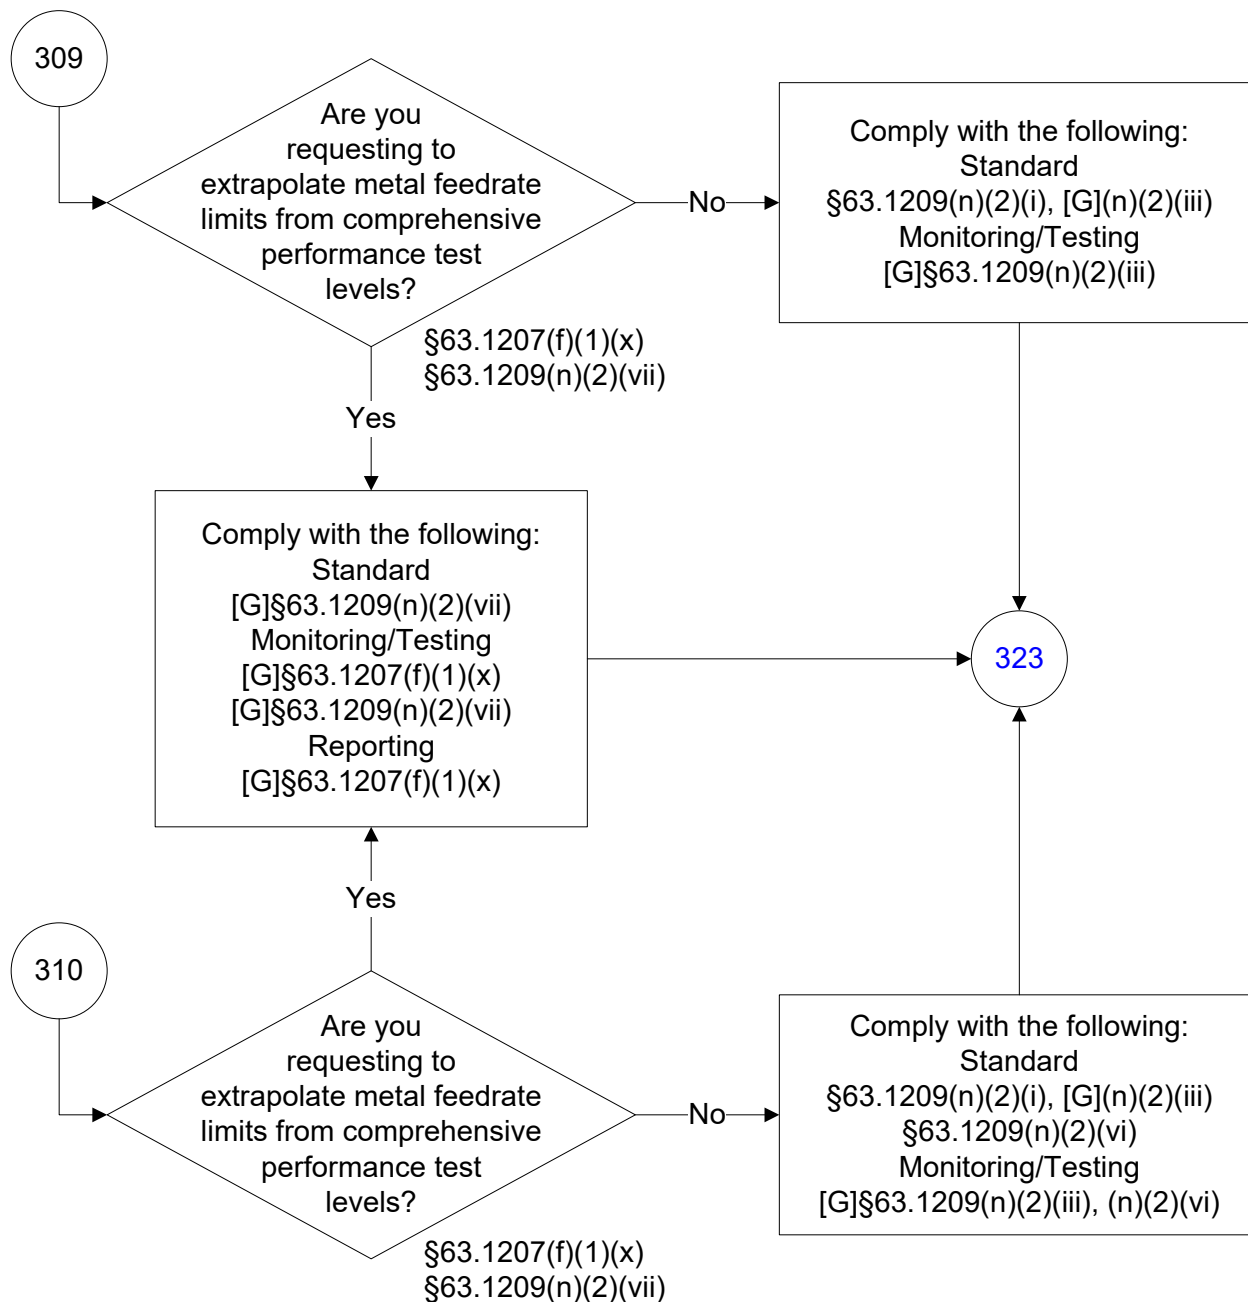 309
Are you
requesting to
extrapolate metal feedrate
limits from comprehensive
performance test
levels?
§63.1207(f)(1)(x)
§63.1209(n)(2)(vii)
No
Comply with the following:
Standard
§63.1209(n)(2)(i), [G](n)(2)(iii)
Monitoring/Testing
[G]§63.1209(n)(2)(iii)
Yes
Comply with the following:
Standard
[G]§63.1209(n)(2)(vii)
Monitoring/Testing
[G]§63.1207(f)(1)(x)
[G]§63.1209(n)(2)(vii)
Reporting
[G]§63.1207(f)(1)(x)
323
Yes
310
Are you
requesting to
extrapolate metal feedrate
limits from comprehensive
performance test
levels?
§63.1207(f)(1)(x)
§63.1209(n)(2)(vii)
No
Comply with the following:
Standard
§63.1209(n)(2)(i), [G](n)(2)(iii)
§63.1209(n)(2)(vi)
Monitoring/Testing
[G]§63.1209(n)(2)(iii), (n)(2)(vi)